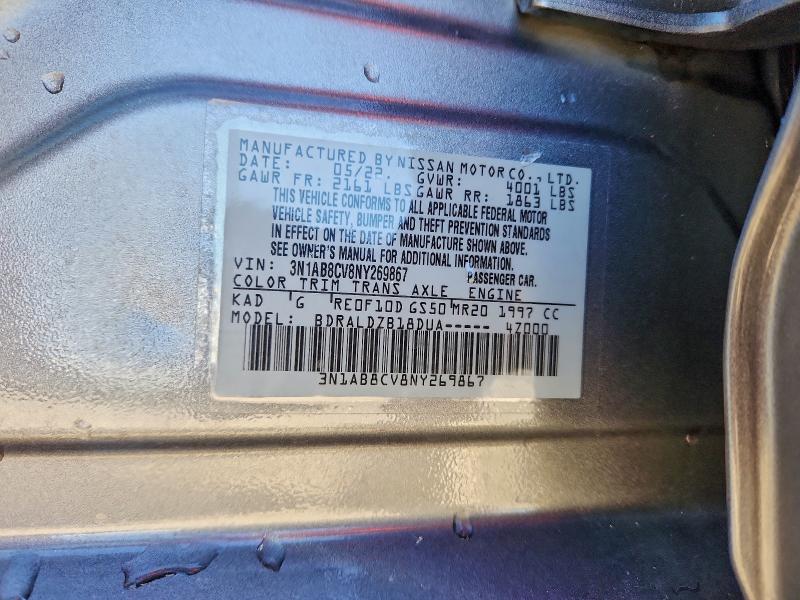 MANUFACTURED BY NISSAN MOTOR CO., LTD.
DATE: 05/22 GVWR: 4001 LBS
GAWR FR: 2161 LBS GAWR RR: 1863 LBS
THIS VEHICLE CONFORMS TO ALL APPLICABLE FEDERAL MOTOR
VEHICLE SAFETY, BUMPER AND THEFT PREVENTION STANDARDS
IN EFFECT ON THE DATE OF MANUFACTURE SHOWN ABOVE.
SEE OWNER'S MANUAL FOR ADDITIONAL INFORMATION.
VIN: 3N1AB8CV8NY269867 PASSENGER CAR.
COLOR TRIM TRANS AXLE ENGINE
KAD G RE0F10D GS50 MR20 1997 CC
MODEL: BDRALDZB18DUA----- 47000
3N1AB8CV8NY269867